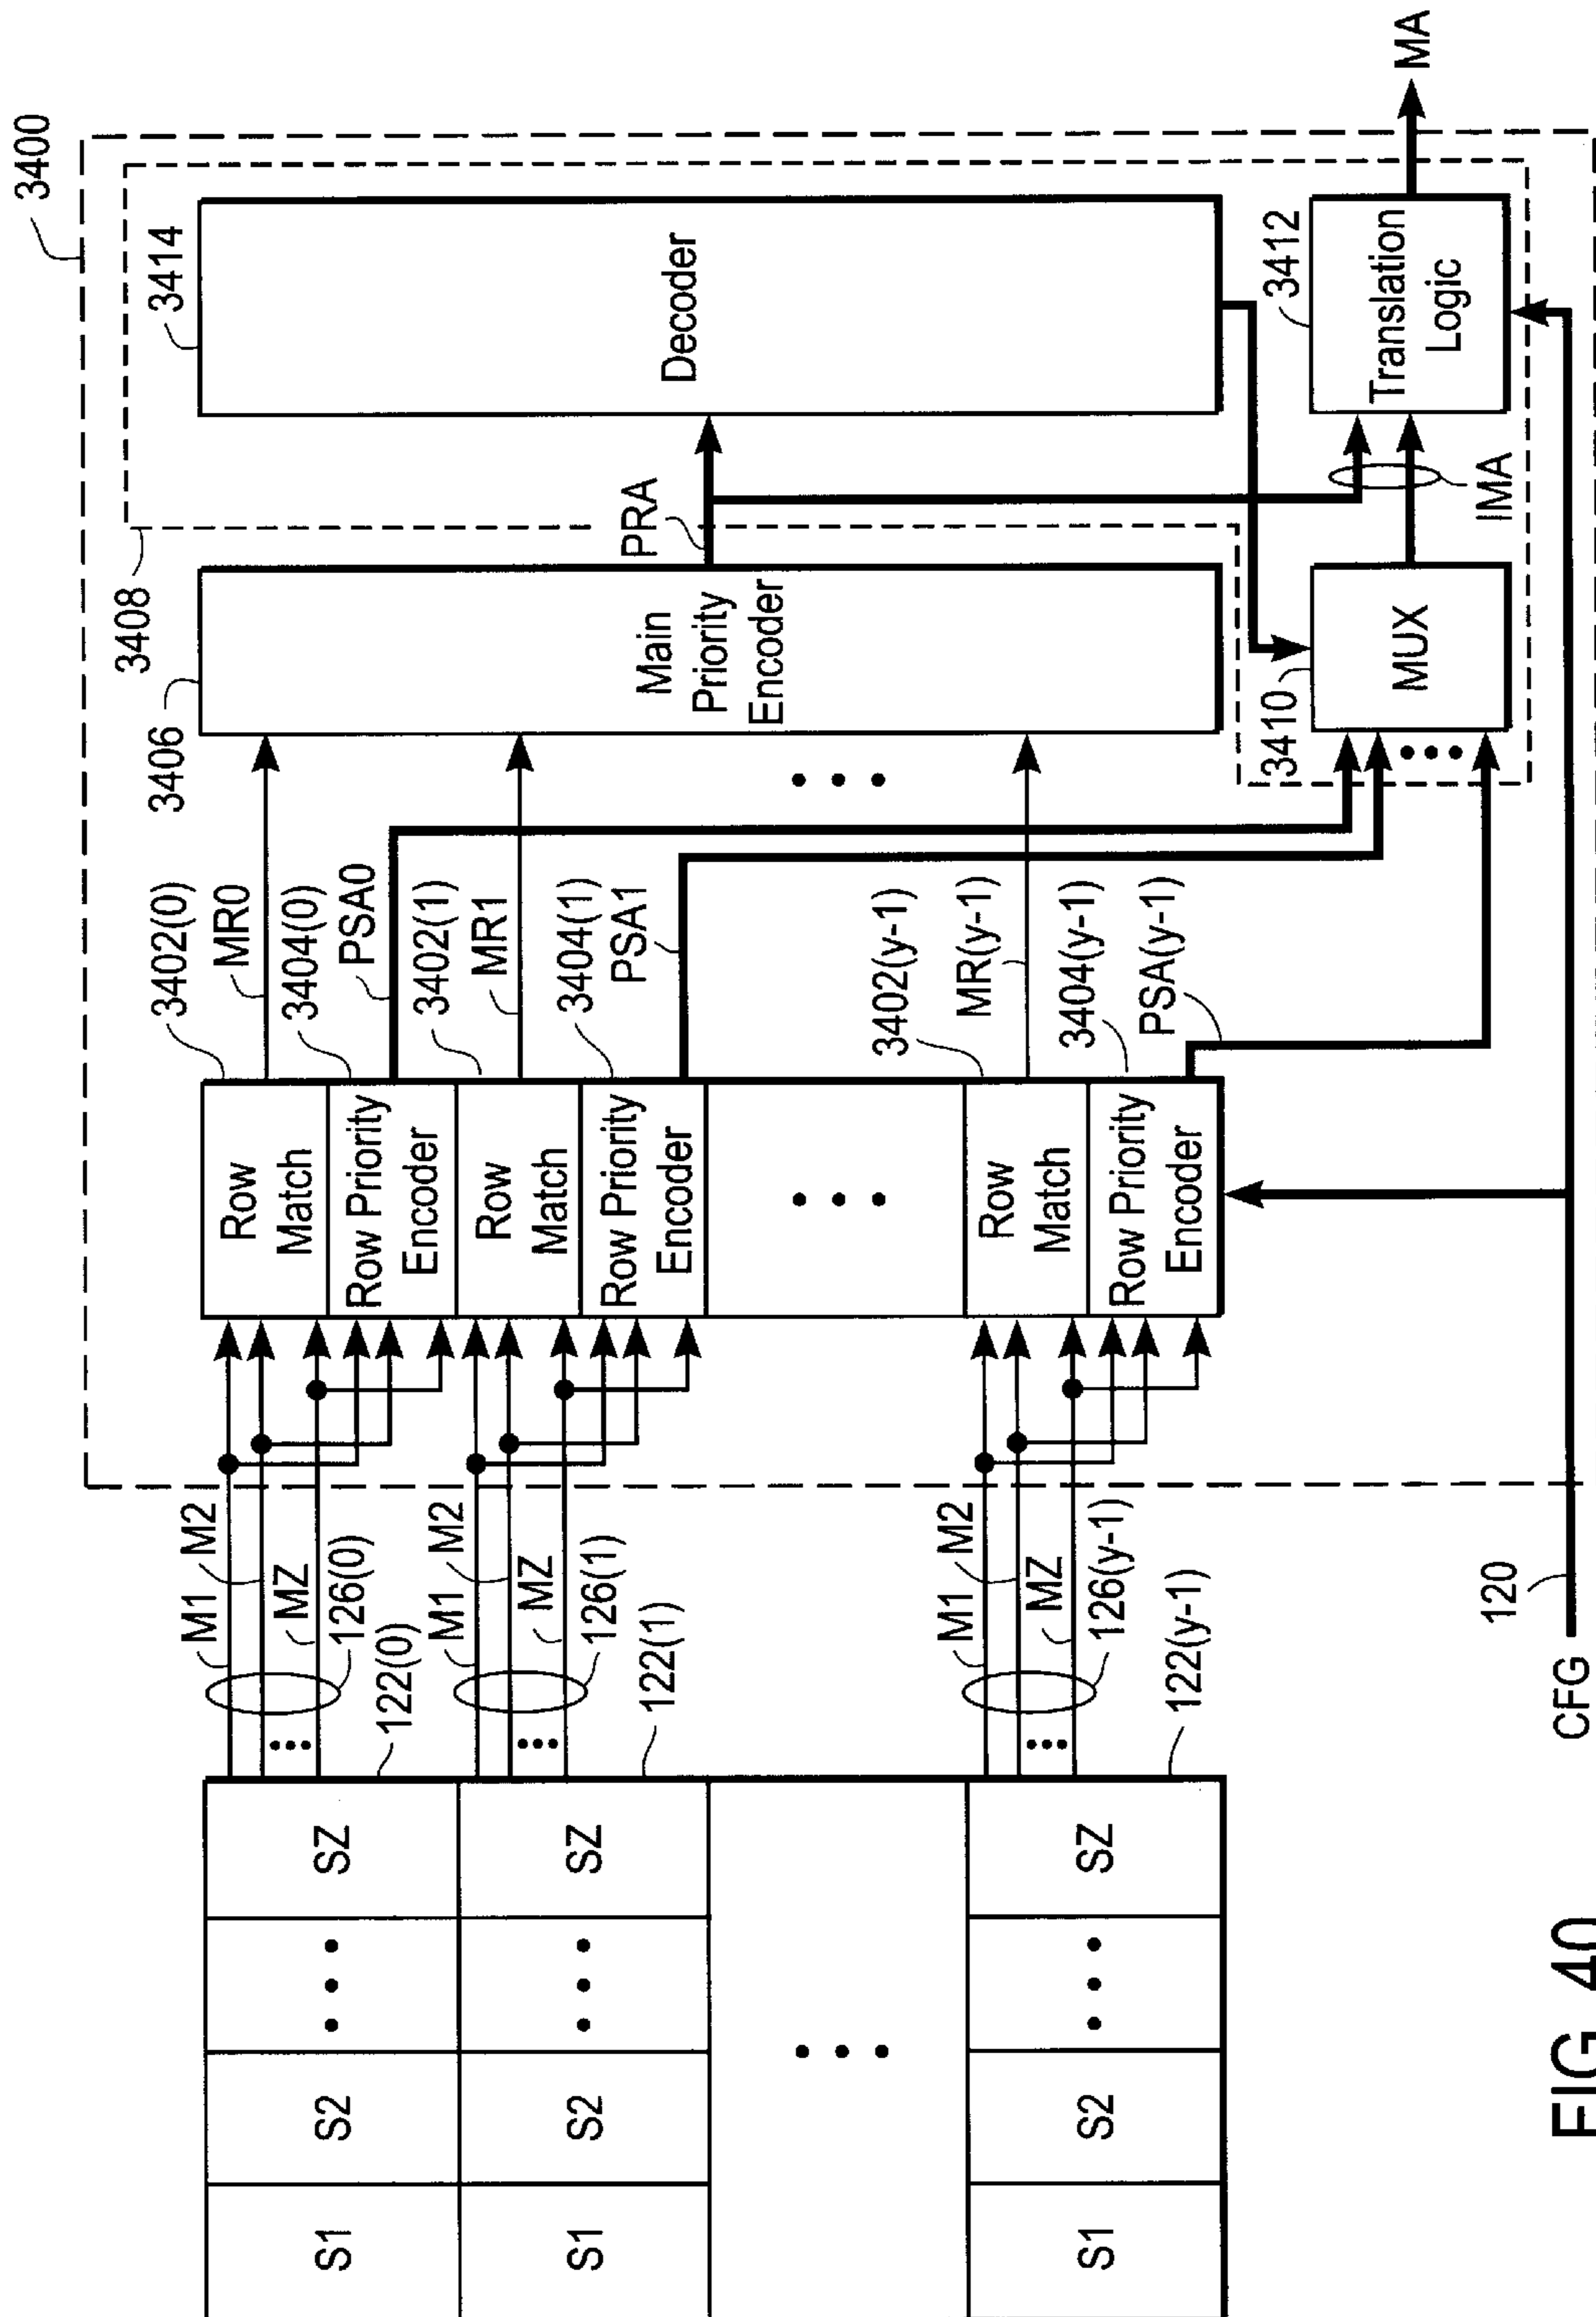 3400
3408
3414
Decoder
3406
Main
Priority
Encoder
PRA
3412
Translation
Logic
MA
IMA
3410
MUX
3402(0)
MR0
3404(0)
PSA0
3402(1)
MR1
3404(1)
PSA1
3402(y-1)
MR(y-1)
3404(y-1)
PSA(y-1)
Row
Match
Row Priority
Encoder
Row
Match
Row Priority
Encoder
Row
Match
Row Priority
Encoder
M1
M2
MZ
126(0)
122(0)
M1
M2
MZ
126(1)
122(1)
M1
M2
MZ
126(y-1)
122(y-1)
S1
S2
SZ
S1
S2
SZ
S1
S2
SZ
CFG
120
FIG. 40